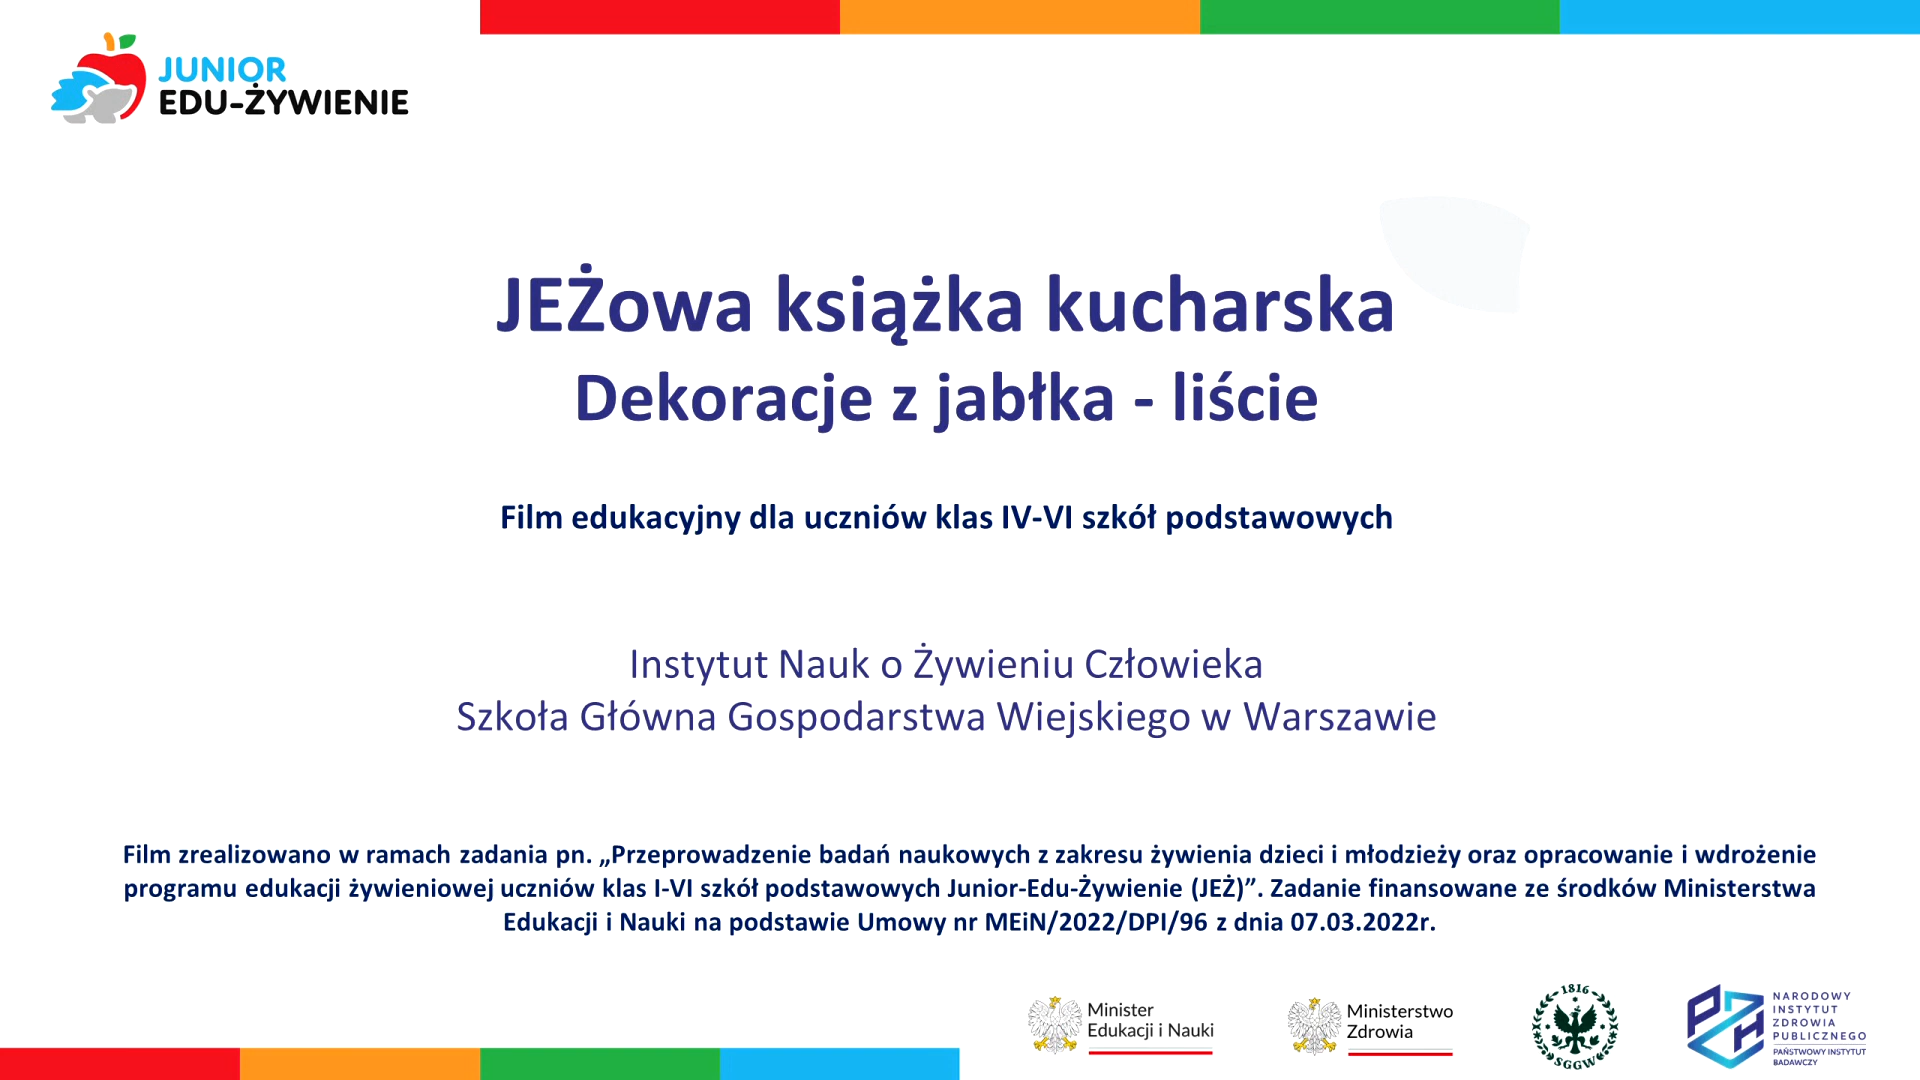 JUNIOR
EDU-ŻYWIENIE
JEŻowa książka kucharska
Dekoracje z jabłka - liście
Film edukacyjny dla uczniów klas IV-VI szkół podstawowych
Instytut Nauk o Żywieniu Człowieka
Szkoła Główna Gospodarstwa Wiejskiego w Warszawie
Film zrealizowano w ramach zadania pn. „Przeprowadzenie badań naukowych z zakresu żywienia dzieci i młodzieży oraz opracowanie i wdrożenie
programu edukacji żywieniowej uczniów klas I-VI szkół podstawowych Junior-Edu-Żywienie (JEŻ)”. Zadanie finansowane ze środków Ministerstwa
Edukacji i Nauki na podstawie Umowy nr MEiN/2022/DPI/96 z dnia 07.03.2022r.
Minister
Edukacji i Nauki
Ministerstwo
Zdrowia
1816
SGGW
PZH
NARODOWY
INSTYTUT
ZDROWIA
PUBLICZNEGO
PAŃSTWOWY INSTYTUT
BADAWCZY